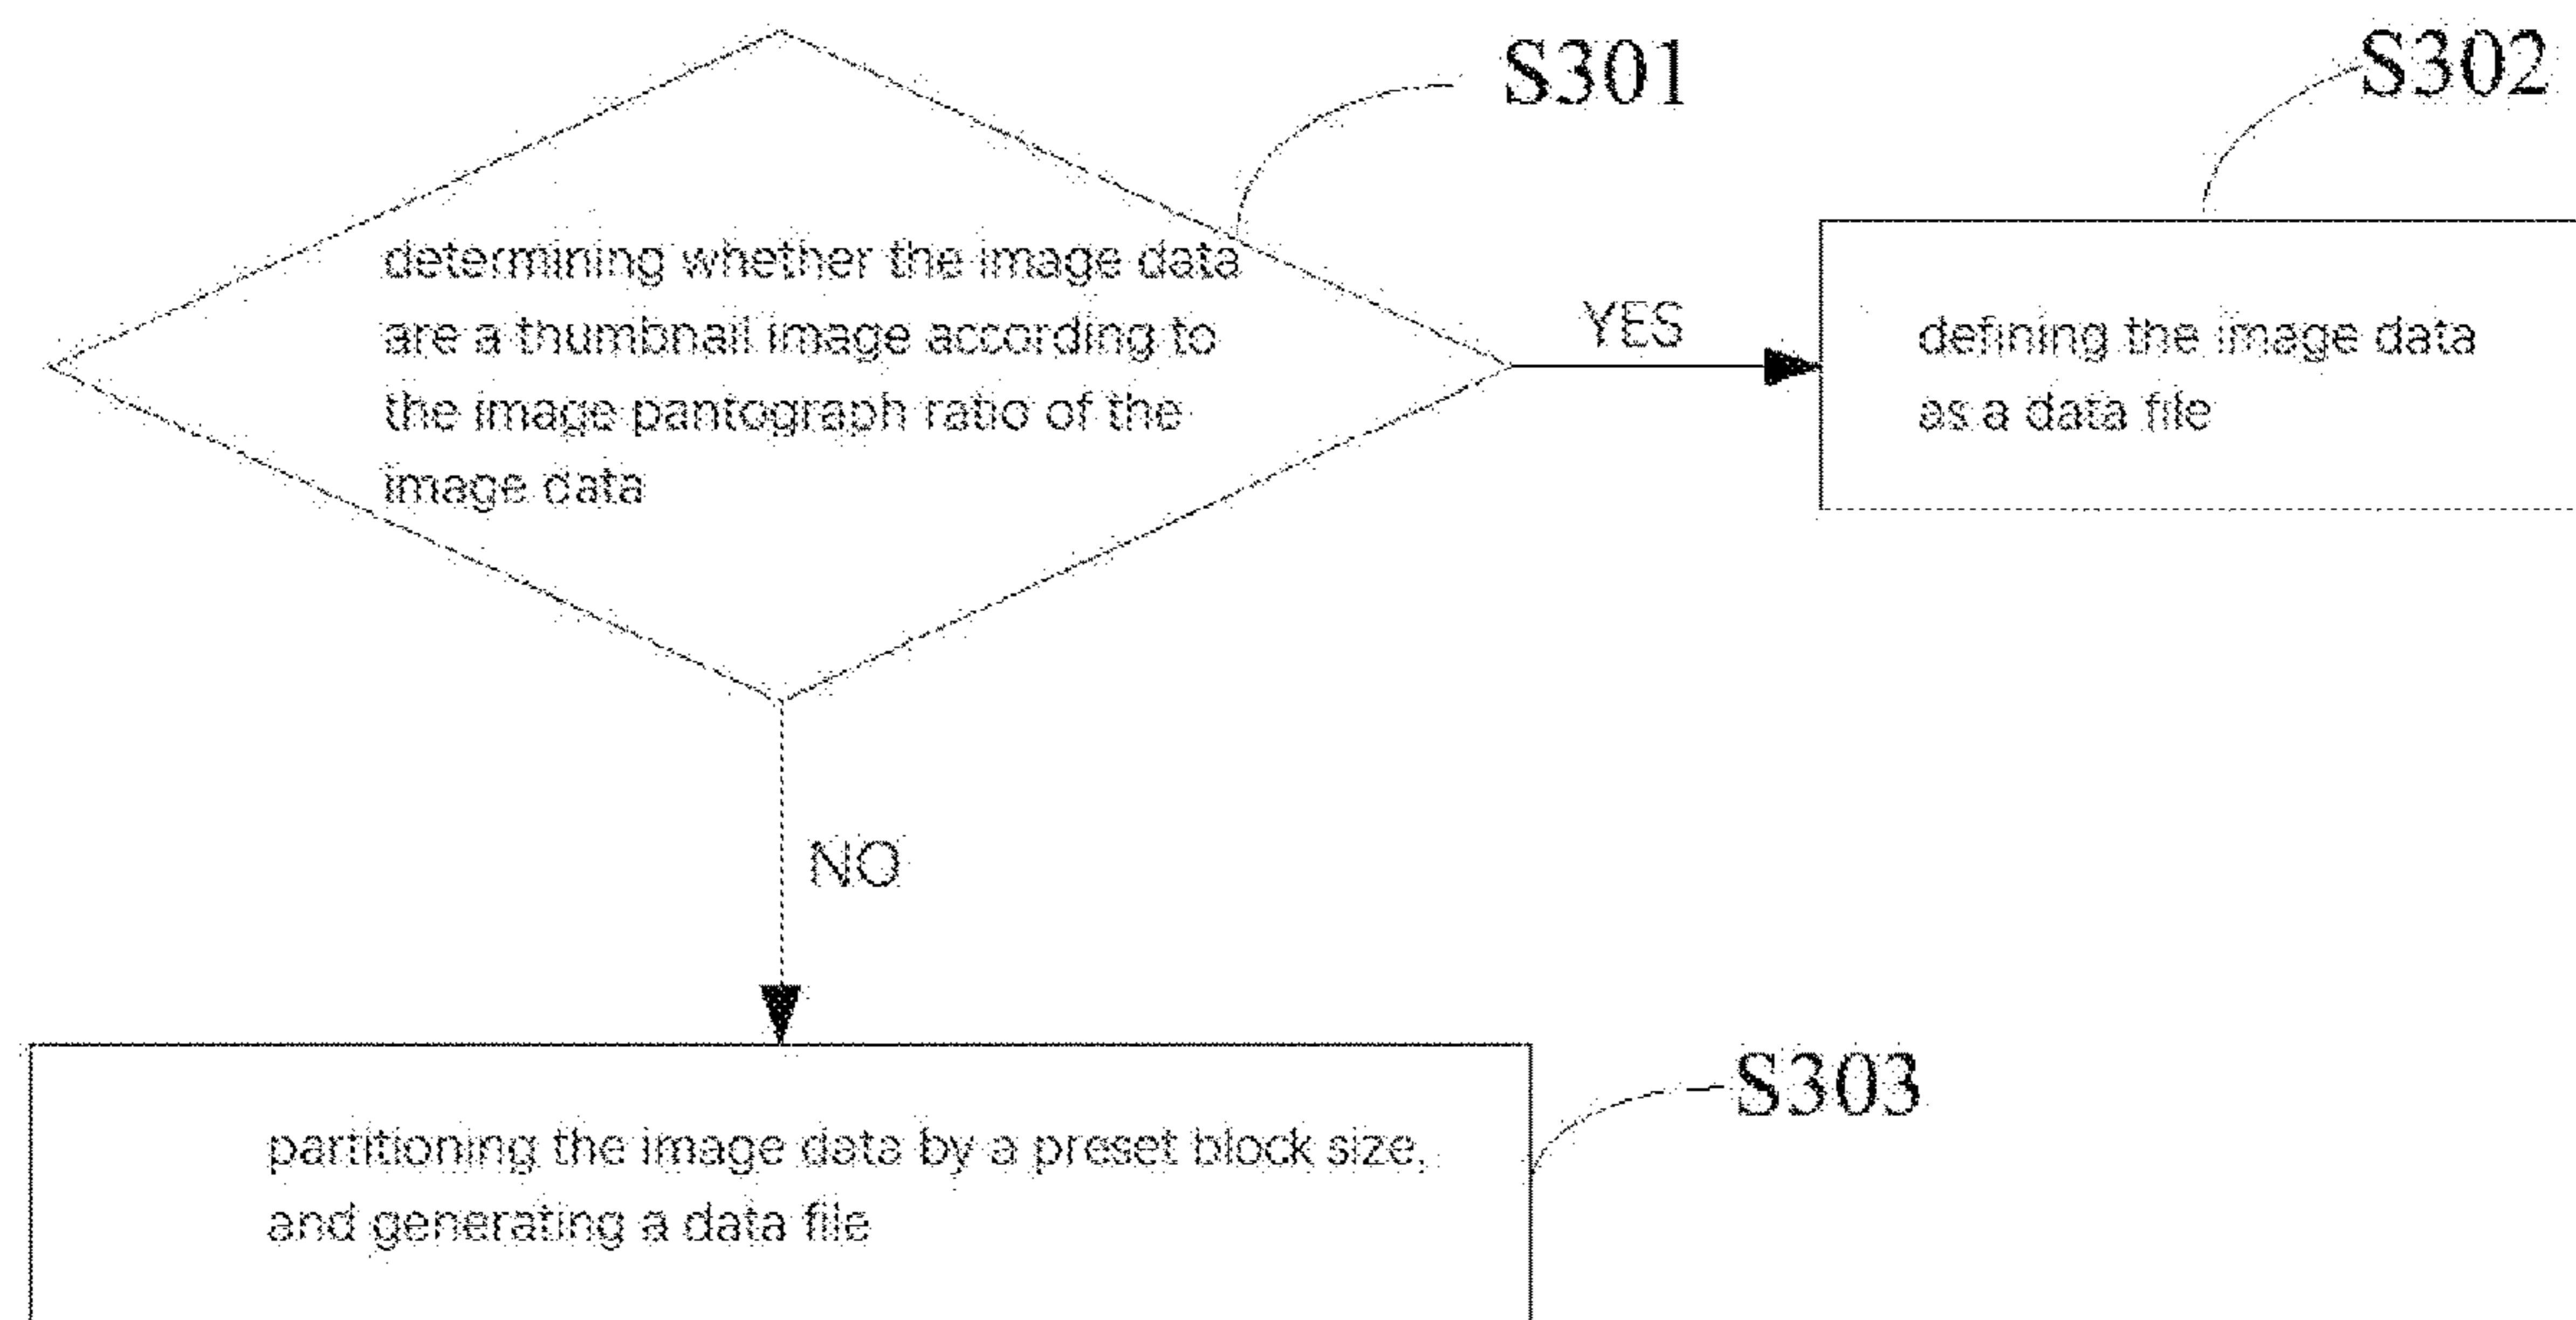 S301
S302
determining whether the image data
are a thumbnail image according to
the image pantograph ratio of the
image data
YES
defining the image data
as a data file
NO
S303
partitioning the image data by a preset block size,
and generating a data file